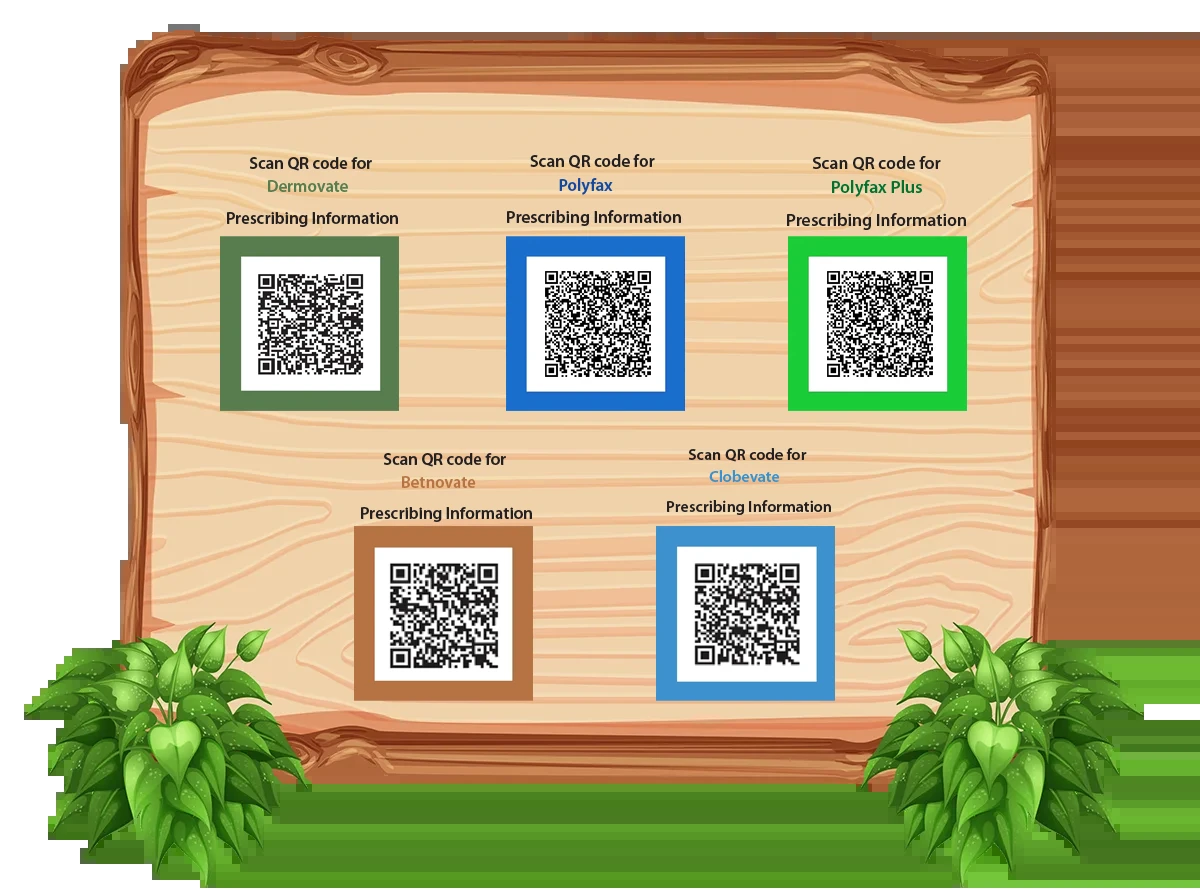 Scan QR code for
Dermovate
Prescribing Information
Scan QR code for
Polyfax
Prescribing Information
Scan QR code for
Polyfax Plus
Prescribing Information
Scan QR code for
Betnovate
Prescribing Information
Scan QR code for
Clobevate
Prescribing Information